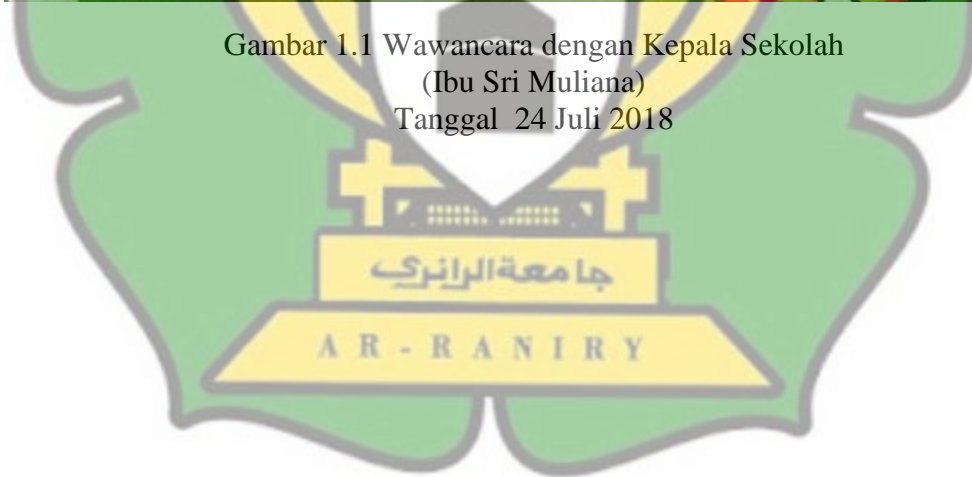 Gambar 1.1 Wawancara dengan Kepala Sekolah
(Ibu Sri Muliana)
Tanggal 24 Juli 2018
جامعةالرانري
AR-RANIRY